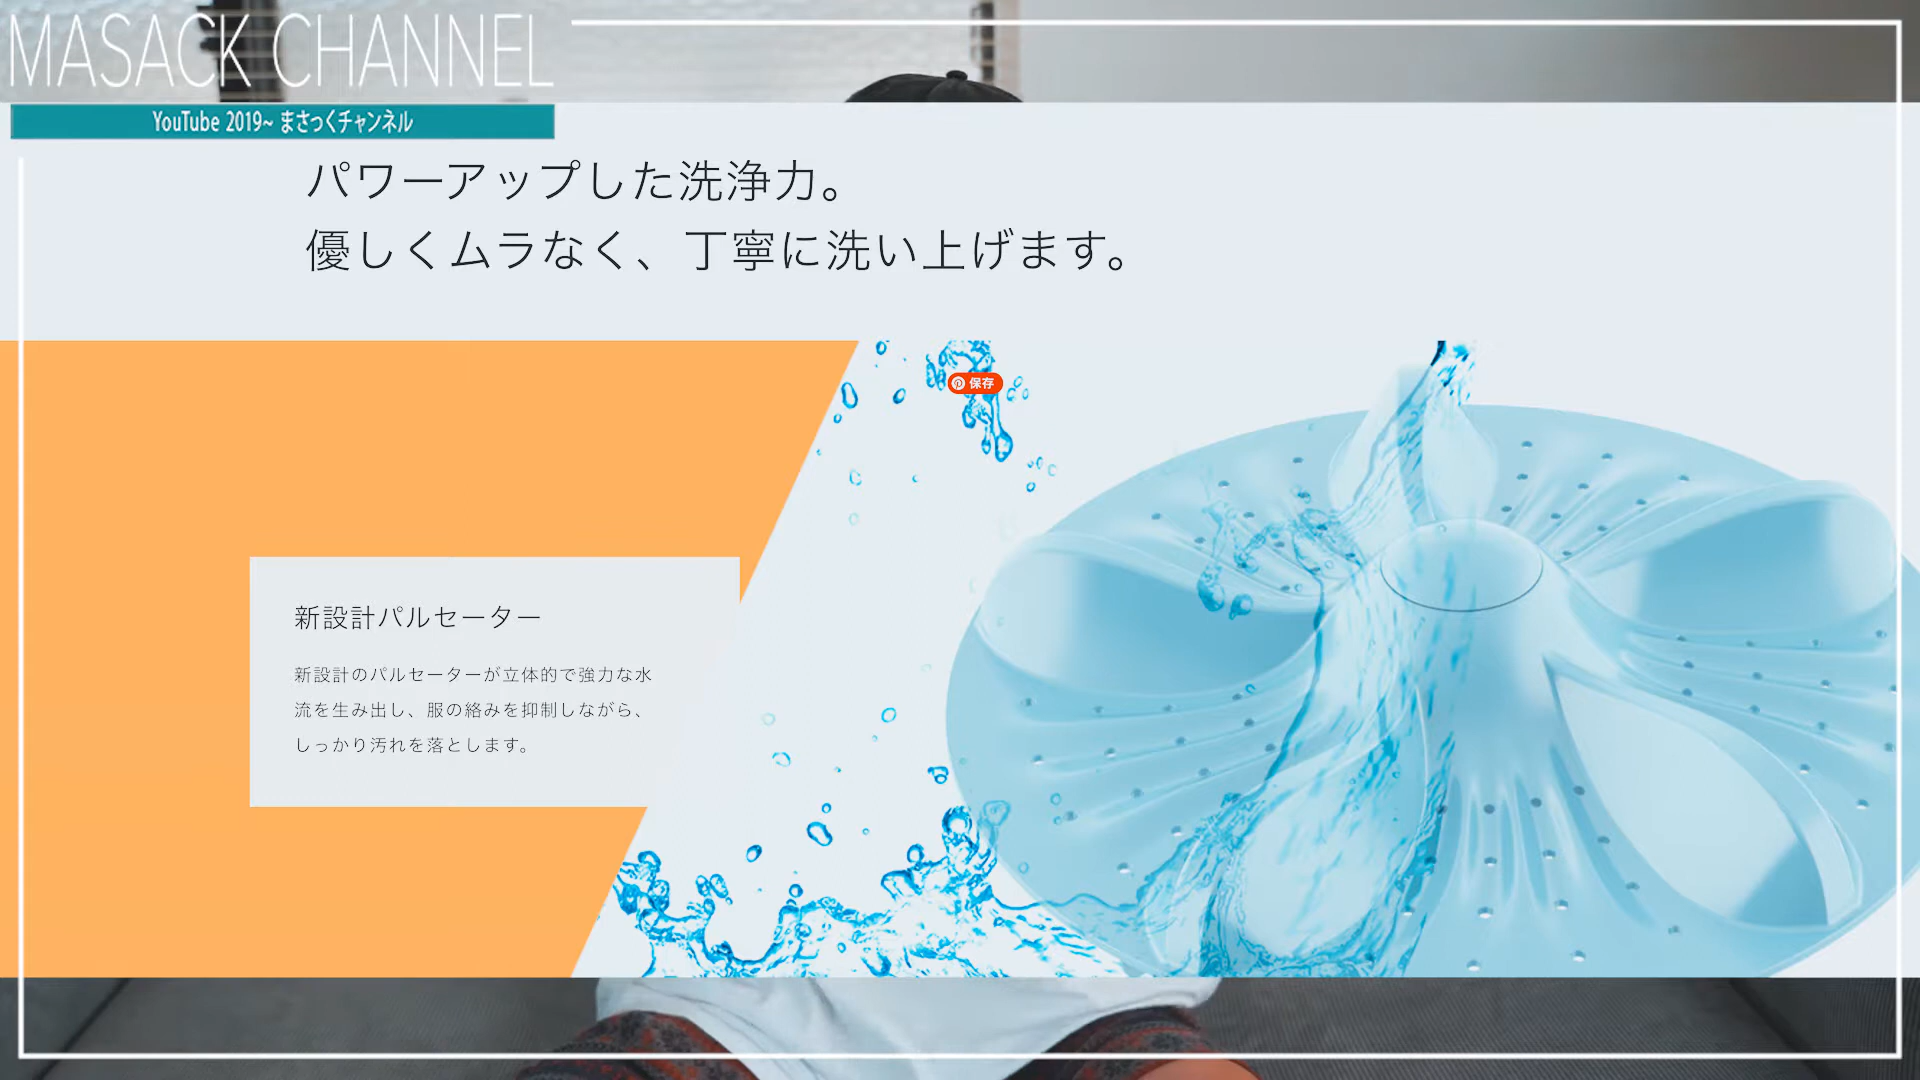 MASACK CHANNEL
YouTube 2019~ まさっくチャンネル
パワーアップした洗浄力。
優しくムラなく、丁寧に洗い上げます。
保存
新設計パルセーター
新設計のパルセーターが立体的で強力な水
流を生み出し、服の絡みを抑制しながら、
しっかり汚れを落とします。